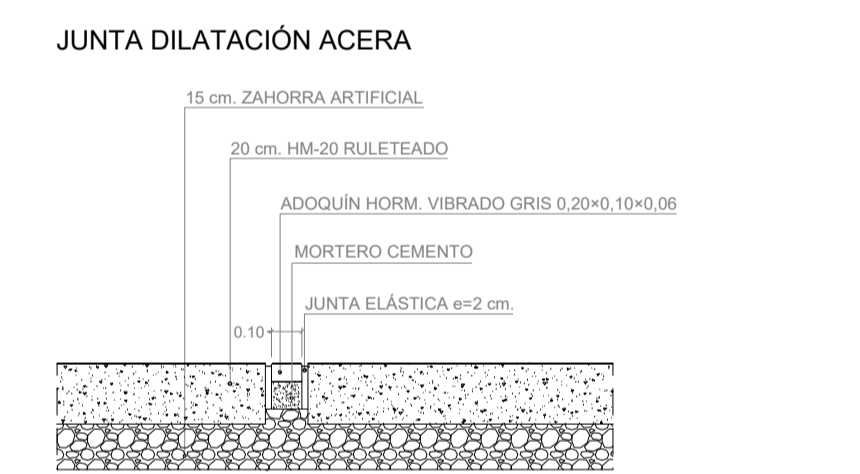 JUNTA DILATACIÓN ACERA
15 cm. ZAHORRA ARTIFICIAL
20 cm. HM-20 RULETEADO
ADOQUÍN HORM. VIBRADO GRIS 0,20×0,10×0,06
MORTERO CEMENTO
JUNTA ELÁSTICA e=2 cm.
0.10